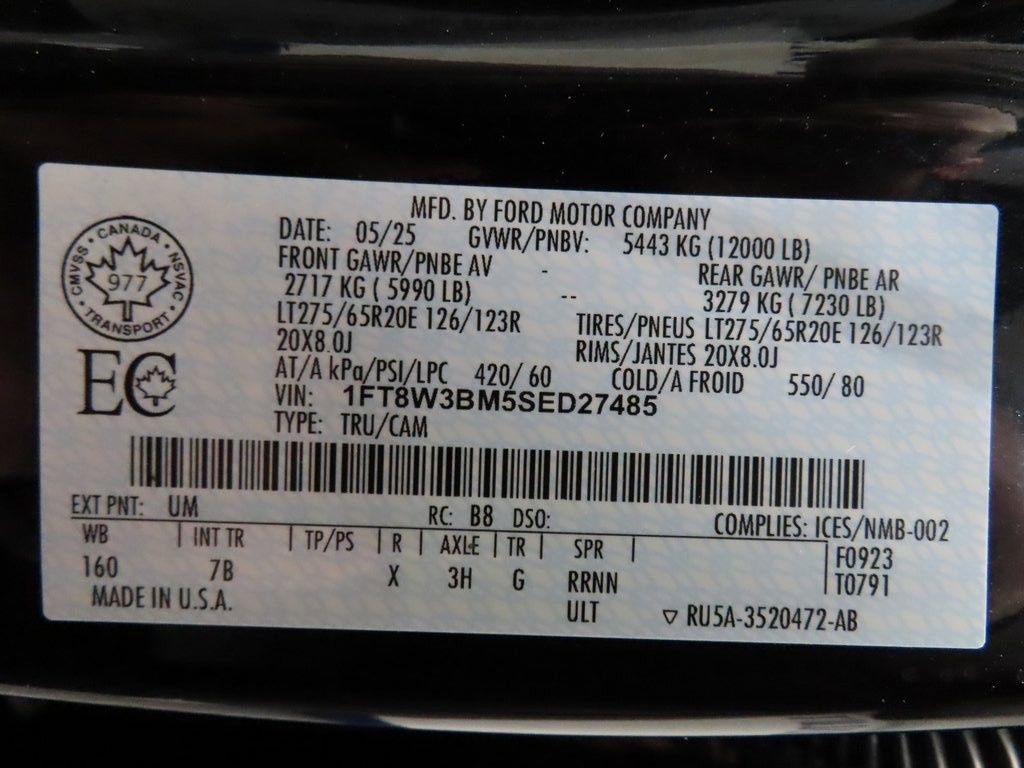 MFD. BY FORD MOTOR COMPANY
DATE: 05/25 GVWR/PNBV: 5443 KG (12000 LB)
FRONT GAWR/PNBE AV - REAR GAWR/ PNBE AR
2717 KG ( 5990 LB) -- 3279 KG ( 7230 LB)
LT275/65R20E 126/123R TIRES/PNEUS LT275/65R20E 126/123R
20X8.0J RIMS/JANTES 20X8.0J
AT/A kPa/PSI/LPC 420/ 60 COLD/A FROID 550/ 80
VIN: 1FT8W3BM5SED27485
TYPE: TRU/CAM
CANADA
CMVSS • NSVAC
977
TRANSPORT
EC
EXT PNT: UM RC: B8 DSO: COMPLIES: ICES/NMB-002
WB | INT TR | TP/PS | R | AXLE | TR | SPR | F0923
160 7B X 3H G RRNN T0791
MADE IN U.S.A. ULT ▽ RU5A-3520472-AB